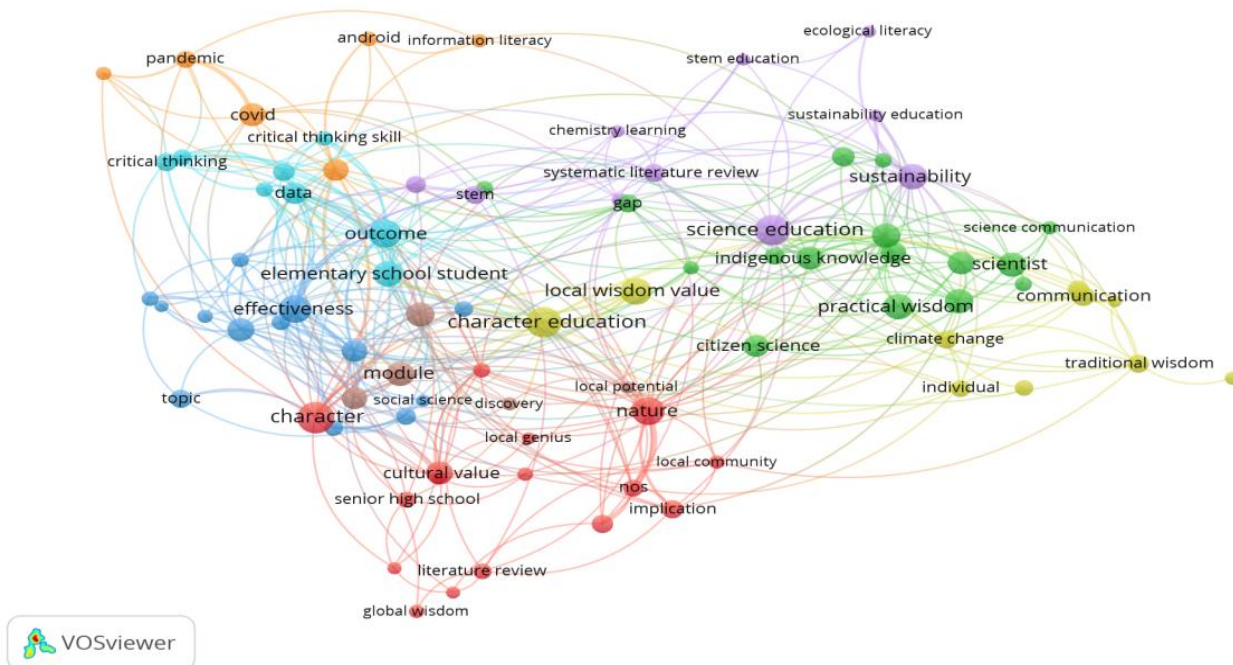 ecological literacy
android
information literacy
pandemic
stem education
covid
sustainability education
chemistry learning
critical thinking skill
critical thinking
systematic literature review
sustainability
data
stem
gap
science education
science communication
outcome
indigenous knowledge
scientist
elementary school student
local wisdom value
communication
effectiveness
practical wisdom
character education
climate change
citizen science
traditional wisdom
module
local potential
individual
topic
social science
discovery
character
nature
local genius
local community
cultural value
nos
senior high school
implication
literature review
global wisdom
VOSviewer